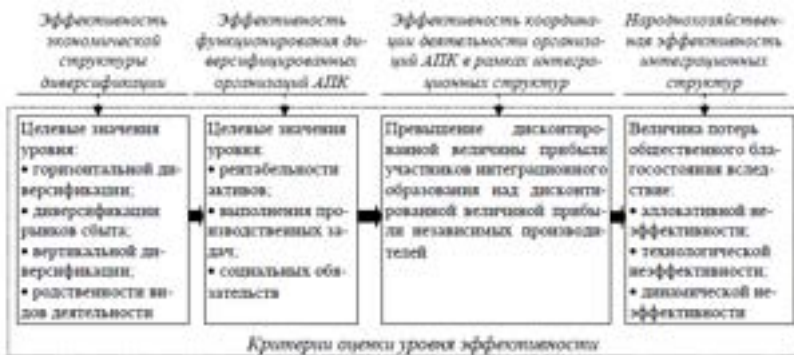 Эффективность
экономической
структуры
диверсификации
Эффективность
функционирования ди-
версифицированных
организаций АПК
Эффективность координа-
ции деятельности организа-
ций АПК в рамках интегра-
ционных структур
Народнохозяйствен-
ная эффективность
интеграционных
структур
Целевые значения
уровня:
• горизонтальной ди-
версификации;
• диверсификации
рынков сбыта;
• вертикальной ди-
версификации;
• родственности ви-
дов деятельности
Целевые значения
уровня:
• рентабельности
активов;
• выполнения про-
изводственных за-
дач;
• социальных обя-
зательств
Превышение дисконтиро-
ванной величины прибыли
участников интеграционного
образования над дисконти-
рованной величиной прибы-
ли независимых производи-
телей
Величина потерь
общественного бла-
госостояния вслед-
ствие:
• аллокативной не-
эффективности;
• технологической
неэффективности;
• динамической не-
эффективности
Критерии оценки уровня эффективности